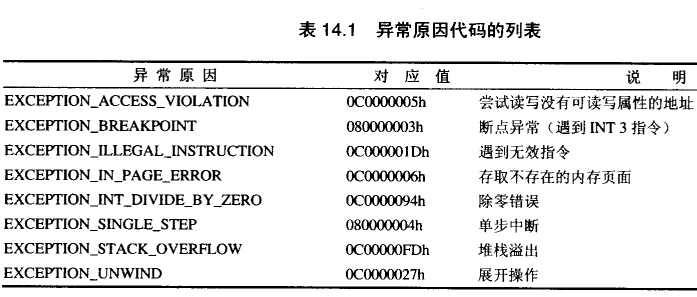 表 14.1 异常原因代码的列表
异常原因 对应值 说明
EXCEPTION_ACCESS_VIOLATION 0C0000005h 尝试读写没有可读写属性的地址
EXCEPTION_BREAKPOINT 080000003h 断点异常（遇到 INT 3 指令）
EXCEPTION_ILLEGAL_INSTRUCTION 0C000001Dh 遇到无效指令
EXCEPTION_IN_PAGE_ERROR 0C0000006h 存取不存在的内存页面
EXCEPTION_INT_DIVIDE_BY_ZERO 0C0000094h 除零错误
EXCEPTION_SINGLE_STEP 080000004h 单步中断
EXCEPTION_STACK_OVERFLOW 0C00000FDh 堆栈溢出
EXCEPTION_UNWIND 0C0000027h 展开操作